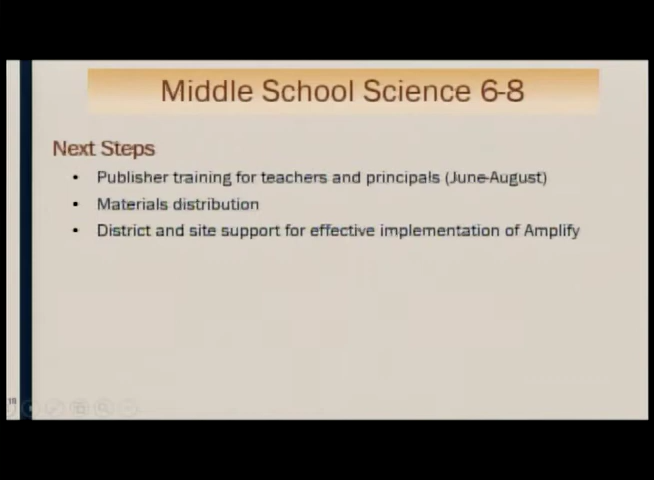 Middle School Science 6-8
Next Steps
• Publisher training for teachers and principals (June-August)
• Materials distribution
• District and site support for effective implementation of Amplify